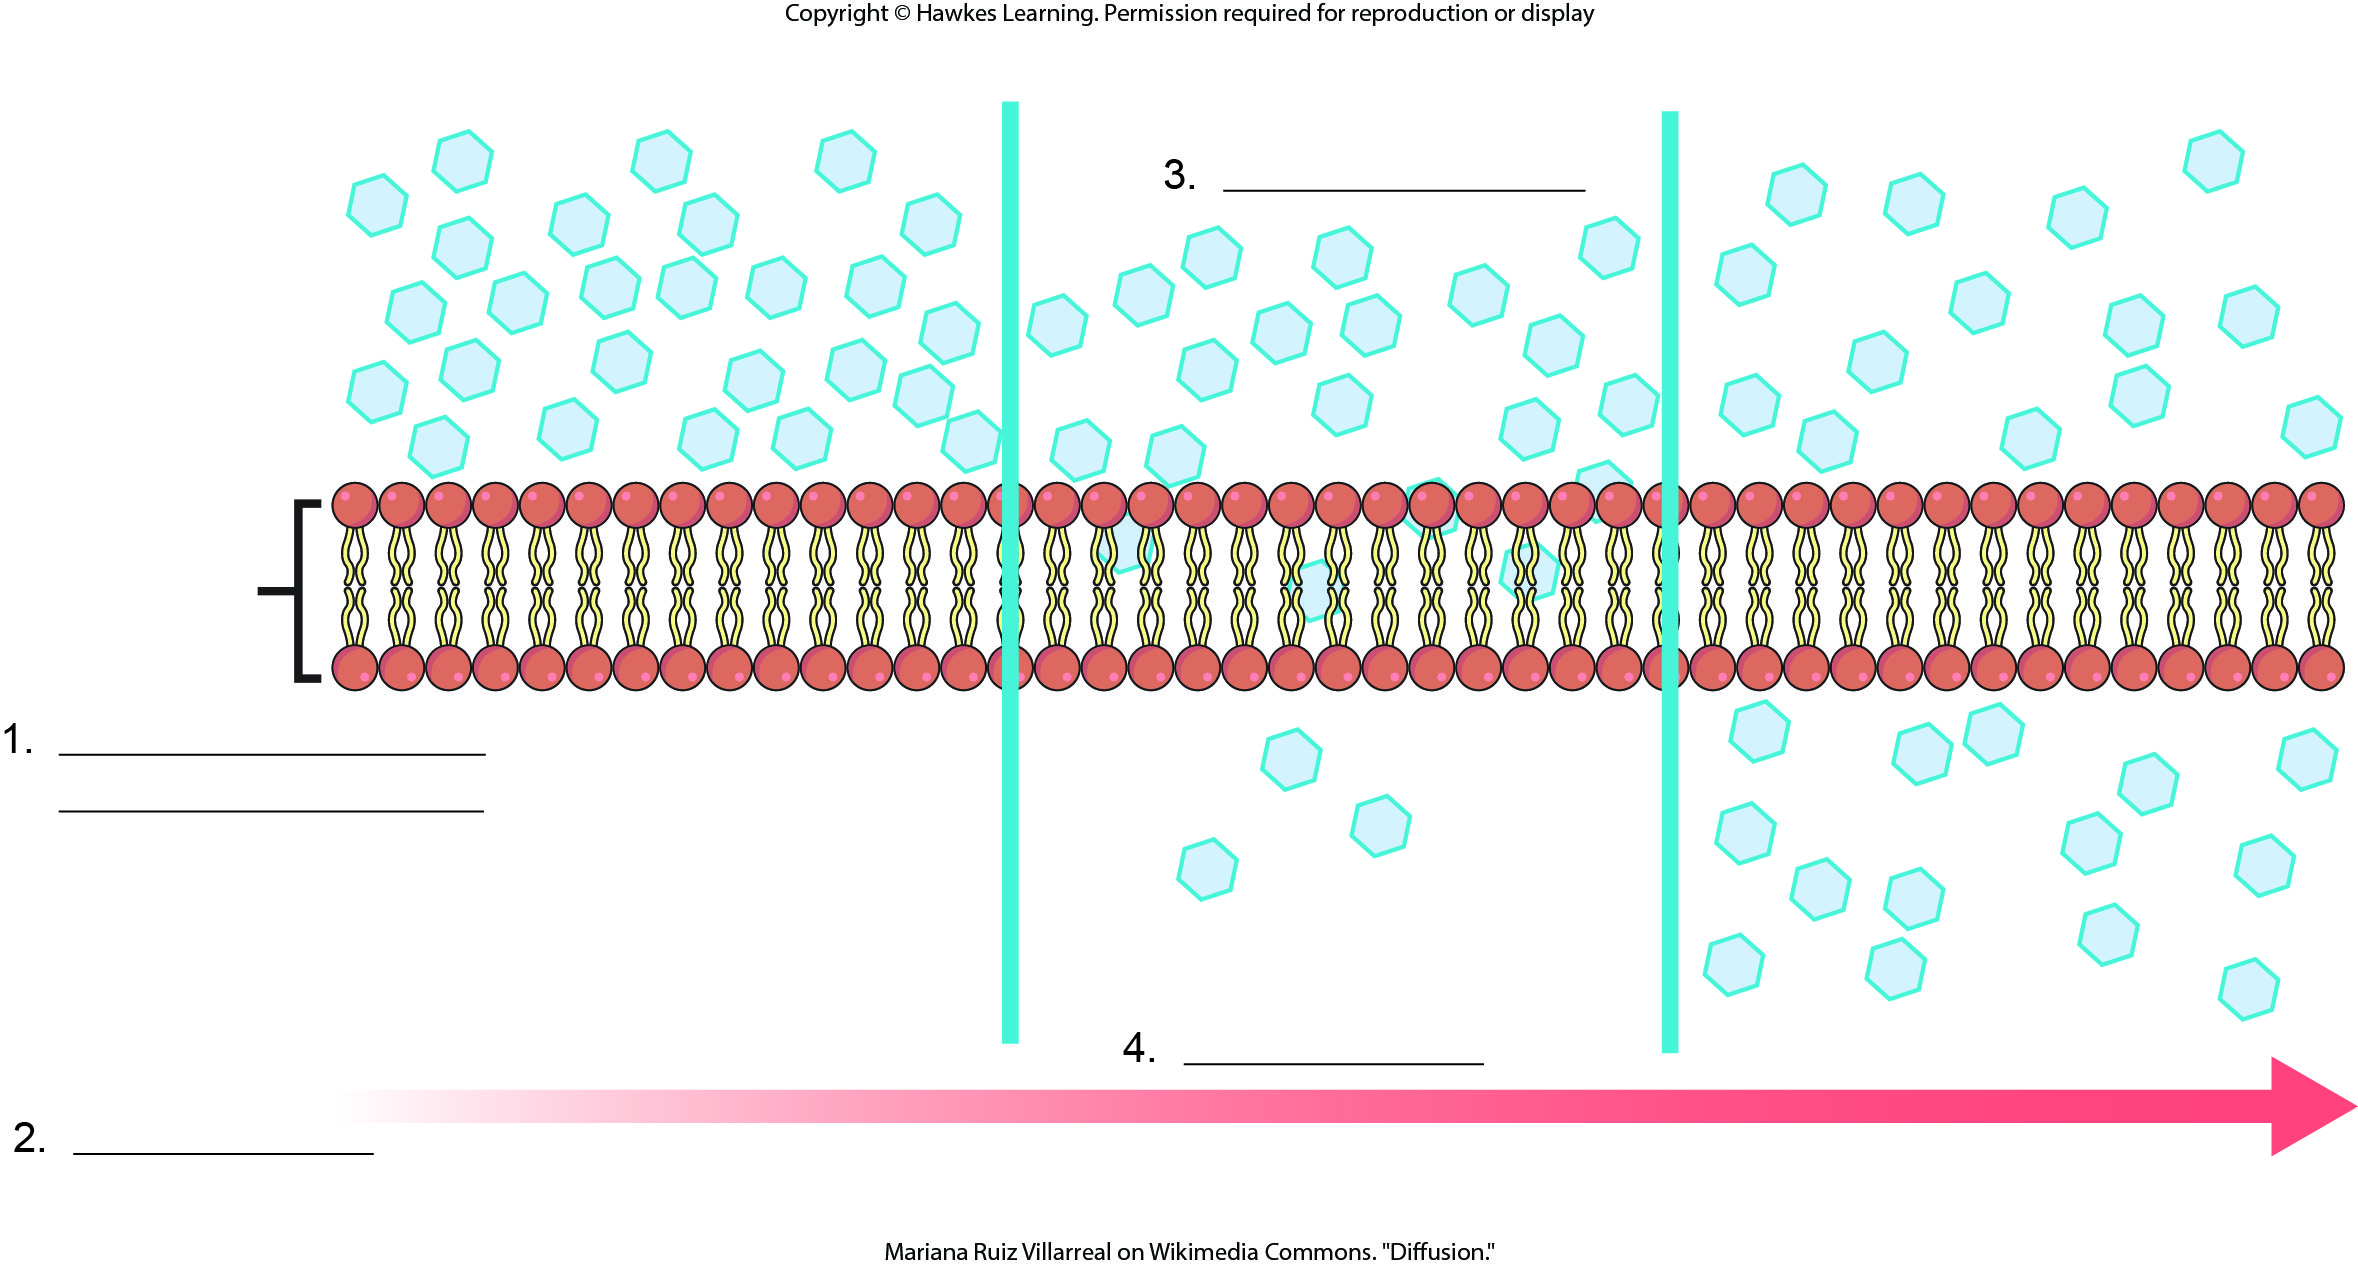 Copyright © Hawkes Learning. Permission required for reproduction or display
3.
1.
4.
2.
Mariana Ruiz Villarreal on Wikimedia Commons. "Diffusion."